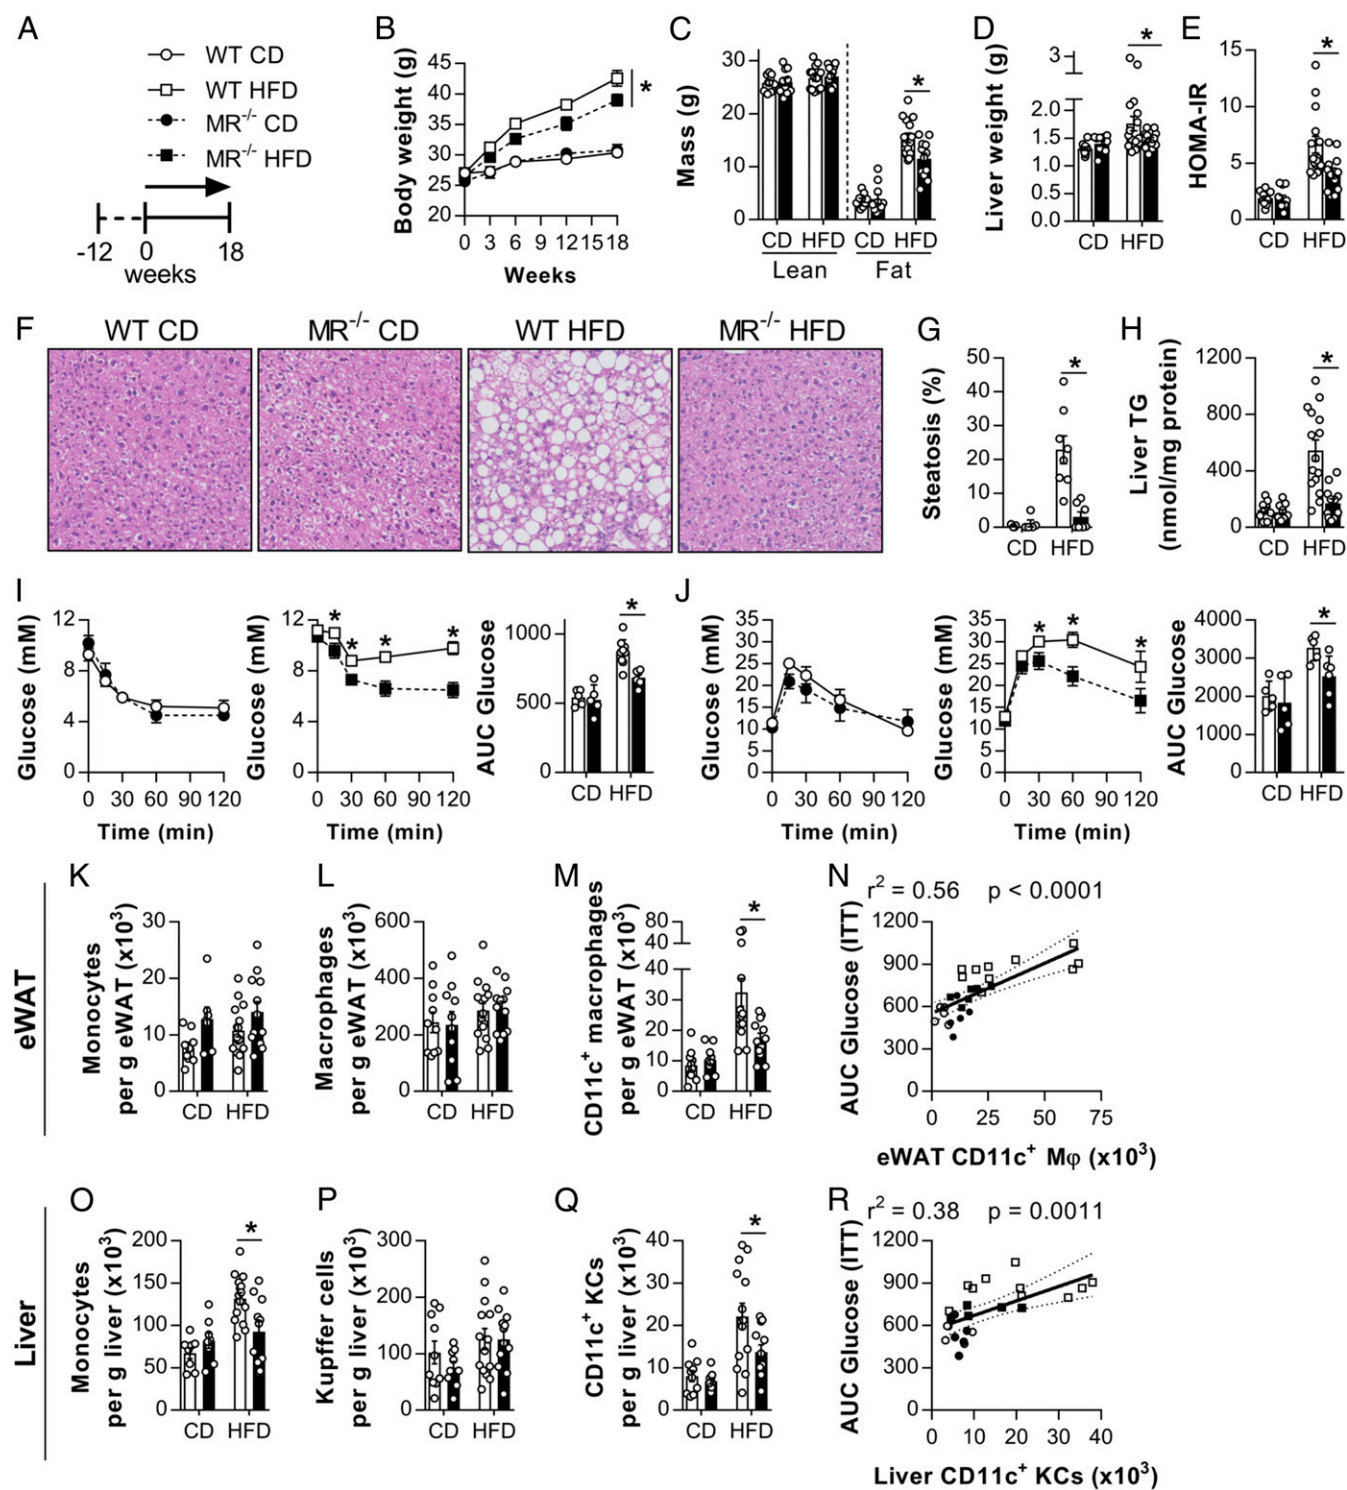 A
WT CD
WT HFD
MR-/- CD
MR-/- HFD
-12 0 18
weeks
B
Body weight (g)
45
40
35
30
25
20
0 3 6 9 12 15 18
Weeks
*
C
Mass (g)
30
20
10
0
*
CD HFD CD HFD
Lean Fat
D
Liver weight (g)
3
2.0
1.5
1.0
0.5
0.0
*
CD HFD
E
HOMA-IR
15
10
5
0
*
CD HFD
F
WT CD MR-/- CD WT HFD MR-/- HFD
G
Steatosis (%)
50
40
30
20
10
0
*
CD HFD
H
Liver TG
(nmol/mg protein)
1200
800
400
0
*
CD HFD
I
Glucose (mM)
12
8
4
0
0 30 60 90 120
Time (min)
Glucose (mM)
12
8
4
0
* * * *
0 30 60 90 120
Time (min)
AUC Glucose
1000
500
0
*
CD HFD
J
Glucose (mM)
35
30
25
20
15
10
5
0
0 30 60 90 120
Time (min)
Glucose (mM)
35
30
25
20
15
10
5
0
* * *
0 30 60 90 120
Time (min)
AUC Glucose
4000
3000
2000
1000
0
*
CD HFD
eWAT
K
Monocytes
per g eWAT (x103)
30
20
10
0
CD HFD
L
Macrophages
per g eWAT (x103)
600
400
200
0
CD HFD
M
CD11c+ macrophages
per g eWAT (x103)
80
40
40
30
20
10
0
*
CD HFD
N
r2 = 0.56 p < 0.0001
AUC Glucose (ITT)
1200
900
600
300
0
0 25 50 75
eWAT CD11c+ Mφ (x103)
Liver
O
Monocytes
per g liver (x103)
200
150
100
50
0
*
CD HFD
P
Kupffer cells
per g liver (x103)
300
200
100
0
CD HFD
Q
CD11c+ KCs
per g liver (x103)
40
30
20
10
0
*
CD HFD
R
r2 = 0.38 p = 0.0011
AUC Glucose (ITT)
1200
900
600
300
0
0 10 20 30 40
Liver CD11c+ KCs (x103)